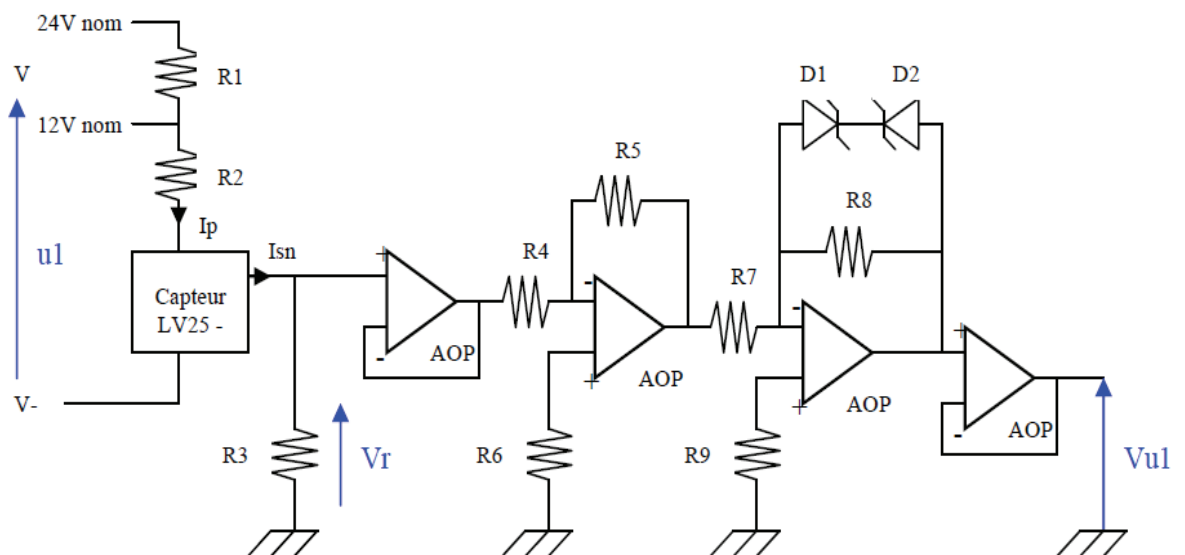 24V nom
R1
V
12V nom
R2
u1
Ip
Isn
Capteur
LV25 -
V-
R3
Vr
+
-
AOP
R4
R5
-
+
AOP
R6
R7
D1
D2
R8
-
+
AOP
R9
+
-
AOP
Vu1